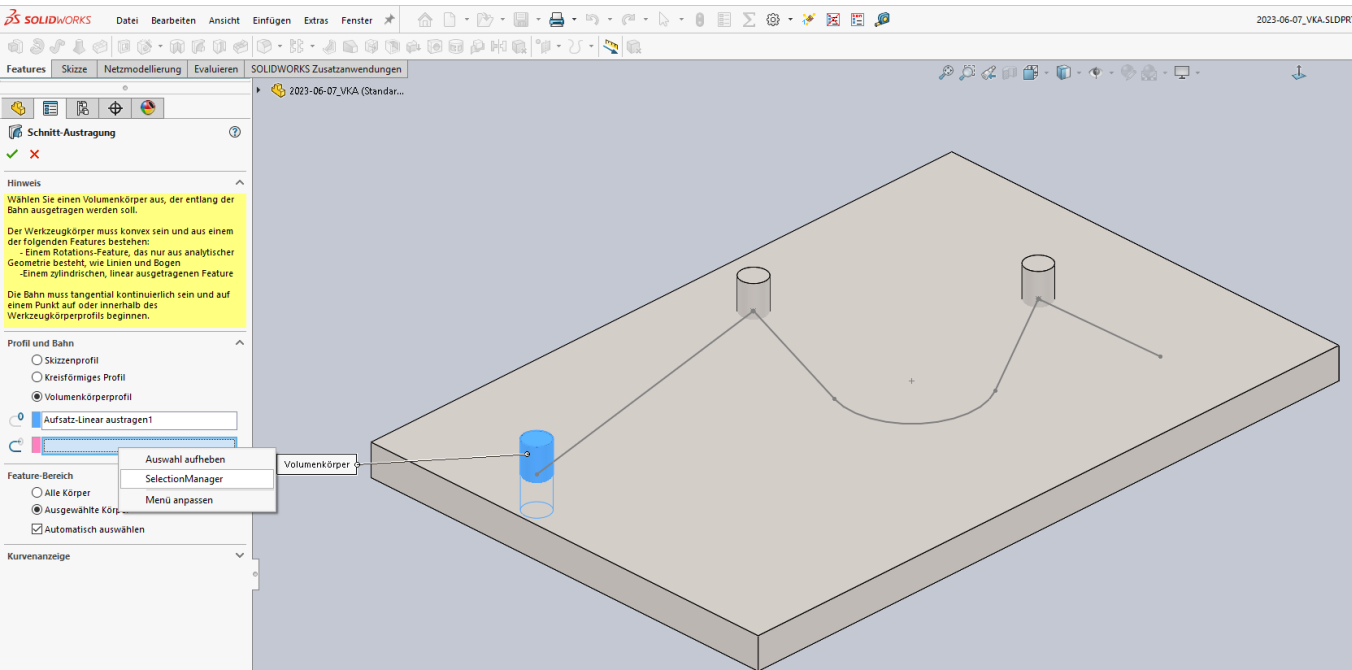 SOLIDWORKS
Datei Bearbeiten Ansicht Einfügen Extras Fenster
2023-06-07_VKA.SLDPR
Features Skizze Netzmodellierung Evaluieren SOLIDWORKS Zusatzanwendungen
2023-06-07_VKA (Standar...
Schnitt-Austragung
Hinweis
Wählen Sie einen Volumenkörper aus, der entlang der
Bahn ausgetragen werden soll.
Der Werkzeugkörper muss konvex sein und aus einem
der folgenden Features bestehen:
- Einem Rotations-Feature, das nur aus analytischer
Geometrie besteht, wie Linien und Bogen
-Einem zylindrischen, linear ausgetragenen Feature
Die Bahn muss tangential kontinuierlich sein und auf
einem Punkt auf oder innerhalb des
Werkzeugkörperprofils beginnen.
Profil und Bahn
Skizzenprofil
Kreisförmiges Profil
Volumenkörperprofil
Aufsatz-Linear austragen1
Auswahl aufheben
Volumenkörper
Feature-Bereich
SelectionManager
Alle Körper
Menü anpassen
Ausgewählte Körp
Automatisch auswählen
Kurvenanzeige